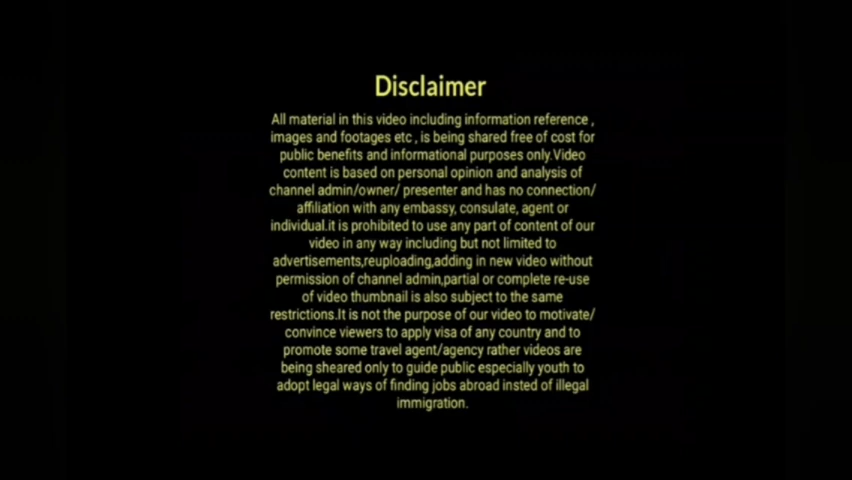 Disclaimer
All material in this video including information reference ,
images and footages etc , is being shared free of cost for
public benefits and informational purposes only.Video
content is based on personal opinion and analysis of
channel admin/owner/ presenter and has no connection/
affiliation with any embassy, consulate, agent or
individual.it is prohibited to use any part of content of our
video in any way including but not limited to
advertisements,reuploading,adding in new video without
permission of channel admin,partial or complete re-use
of video thumbnail is also subject to the same
restrictions.It is not the purpose of our video to motivate/
convince viewers to apply visa of any country and to
promote some travel agent/agency rather videos are
being sheared only to guide public especially youth to
adopt legal ways of finding jobs abroad insted of illegal
immigration.